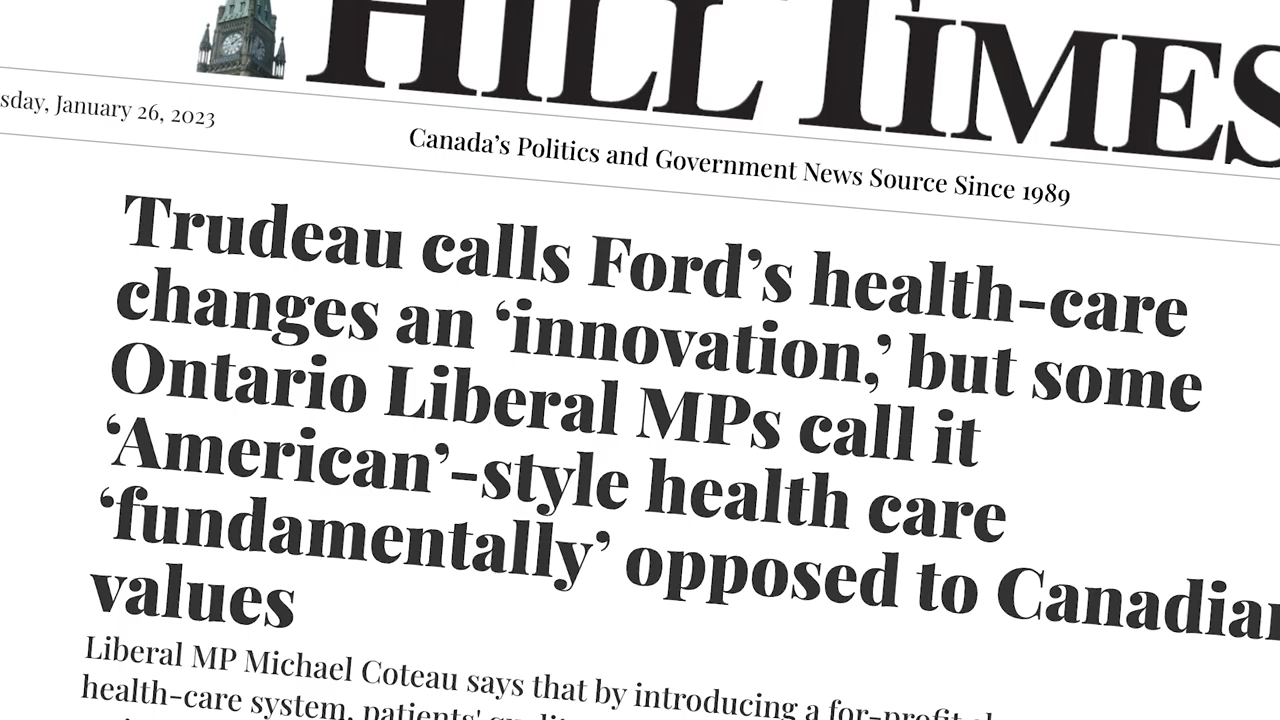 HILL TIMES
January 26, 2023
Canada's Politics and Government News Source Since 1989
Trudeau calls Ford's health-care
changes an ‘innovation,’ but some
Ontario Liberal MPs call it
‘American’-style health care
‘fundamentally’ opposed to Canadian
values
Liberal MP Michael Coteau says that by introducing a for-profit
health-care system, patients'